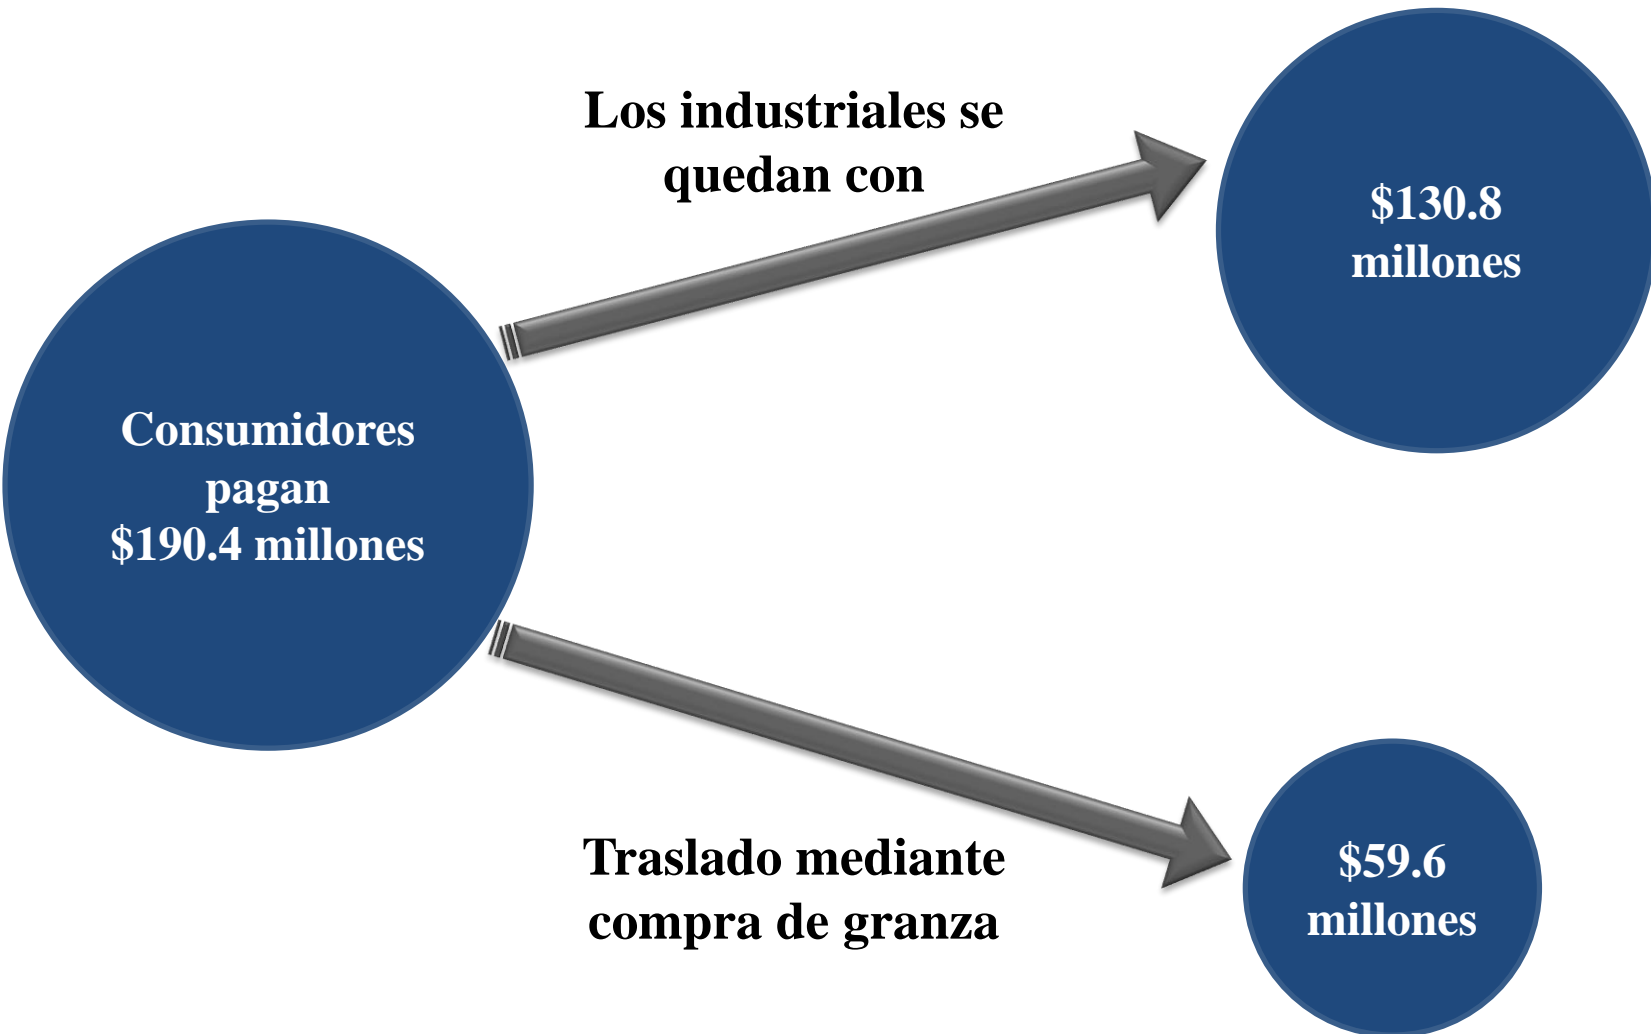 Los industriales se
quedan con
$130.8
millones
Consumidores
pagan
$190.4 millones
Traslado mediante
compra de granza
$59.6
millones